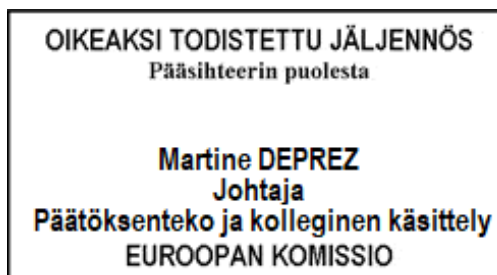 OIKEAKSI TODISTETTU JÄLJENNÖS
Pääsihteerin puolesta
Martine DEPREZ
Johtaja
Päätöksenteko ja kolleginen käsittely
EUROOPAN KOMISSIO